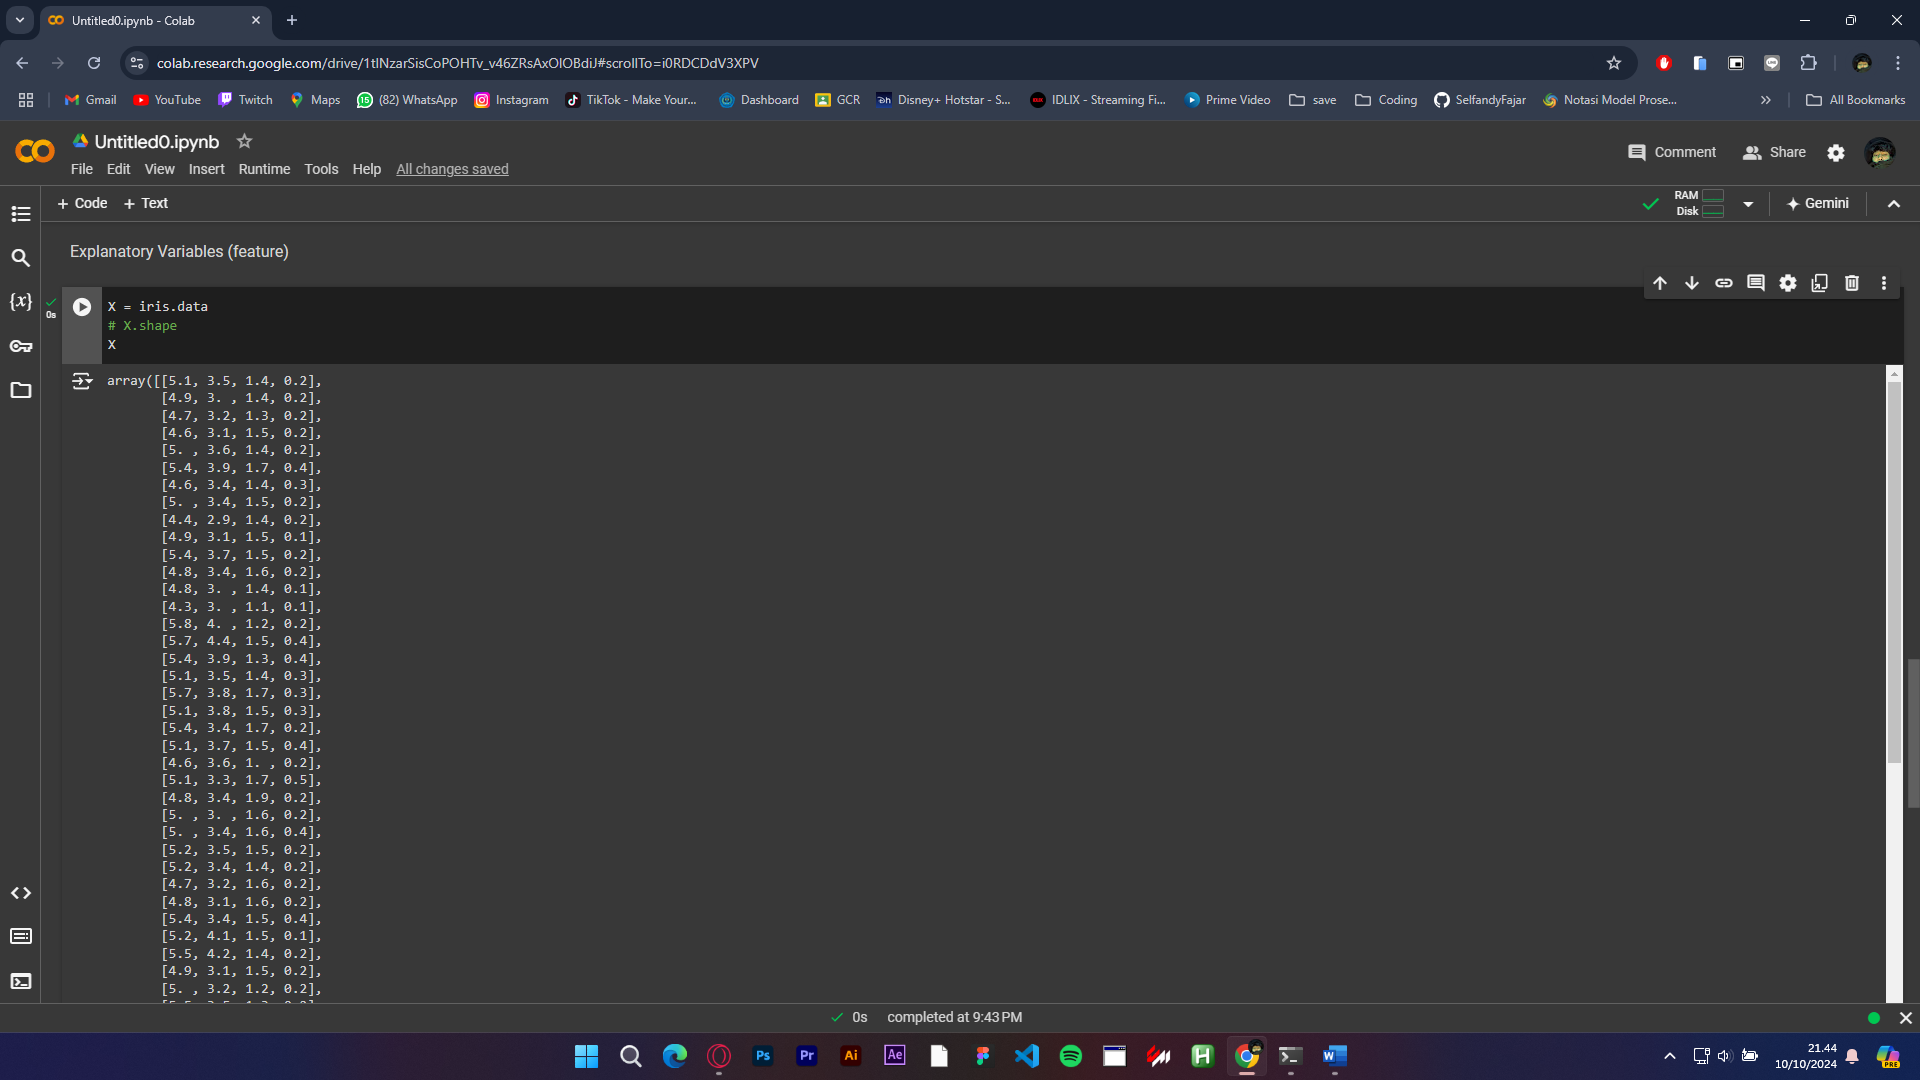 Untitled0.ipynb - Colab
colab.research.google.com/drive/1tINzarSisCoPOHTv_v46ZRsAxOIOBdiJ#scrollTo=i0RDCDdV3XPV
Gmail YouTube Twitch Maps (82) WhatsApp Instagram TikTok - Make Your... Dashboard GCR Disney+ Hotstar - S... IDLIX - Streaming Fi... Prime Video save Coding SelfandyFajar Notasi Model Prose... All Bookmarks
Untitled0.ipynb
Comment Share
File Edit View Insert Runtime Tools Help All changes saved
+ Code + Text
RAM
Disk
Gemini
Explanatory Variables (feature)
0s
X = iris.data
# X.shape
X
array([[5.1, 3.5, 1.4, 0.2],
[4.9, 3. , 1.4, 0.2],
[4.7, 3.2, 1.3, 0.2],
[4.6, 3.1, 1.5, 0.2],
[5. , 3.6, 1.4, 0.2],
[5.4, 3.9, 1.7, 0.4],
[4.6, 3.4, 1.4, 0.3],
[5. , 3.4, 1.5, 0.2],
[4.4, 2.9, 1.4, 0.2],
[4.9, 3.1, 1.5, 0.1],
[5.4, 3.7, 1.5, 0.2],
[4.8, 3.4, 1.6, 0.2],
[4.8, 3. , 1.4, 0.1],
[4.3, 3. , 1.1, 0.1],
[5.8, 4. , 1.2, 0.2],
[5.7, 4.4, 1.5, 0.4],
[5.4, 3.9, 1.3, 0.4],
[5.1, 3.5, 1.4, 0.3],
[5.7, 3.8, 1.7, 0.3],
[5.1, 3.8, 1.5, 0.3],
[5.4, 3.4, 1.7, 0.2],
[5.1, 3.7, 1.5, 0.4],
[4.6, 3.6, 1. , 0.2],
[5.1, 3.3, 1.7, 0.5],
[4.8, 3.4, 1.9, 0.2],
[5. , 3. , 1.6, 0.2],
[5. , 3.4, 1.6, 0.4],
[5.2, 3.5, 1.5, 0.2],
[5.2, 3.4, 1.4, 0.2],
[4.7, 3.2, 1.6, 0.2],
[4.8, 3.1, 1.6, 0.2],
[5.4, 3.4, 1.5, 0.4],
[5.2, 4.1, 1.5, 0.1],
[5.5, 4.2, 1.4, 0.2],
[4.9, 3.1, 1.5, 0.2],
[5. , 3.2, 1.2, 0.2],
0s completed at 9:43 PM
21.44
10/10/2024